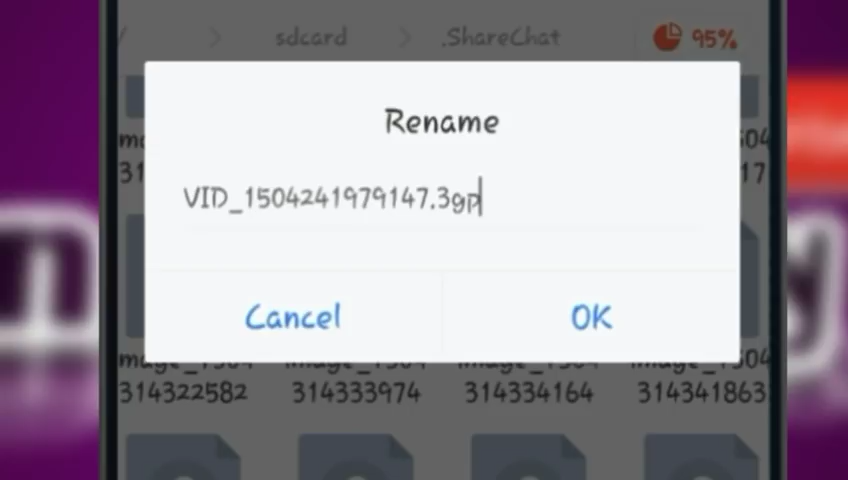 / > sdcard > .ShareChat 95%
Rename
VID_1504241979147.3gp
Cancel OK
314322582 314333974 314334164 314341863